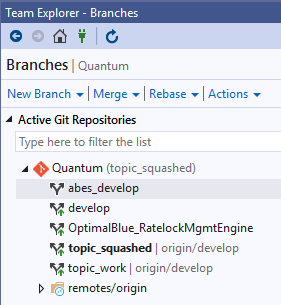 Team Explorer - Branches
Branches | Quantum
New Branch | Merge | Rebase | Actions
Active Git Repositories
Type here to filter the list
Quantum (topic_squashed)
abes_develop
develop
OptimalBlue_RatelockMgmtEngine
topic_squashed | origin/develop
topic_work | origin/develop
remotes/origin